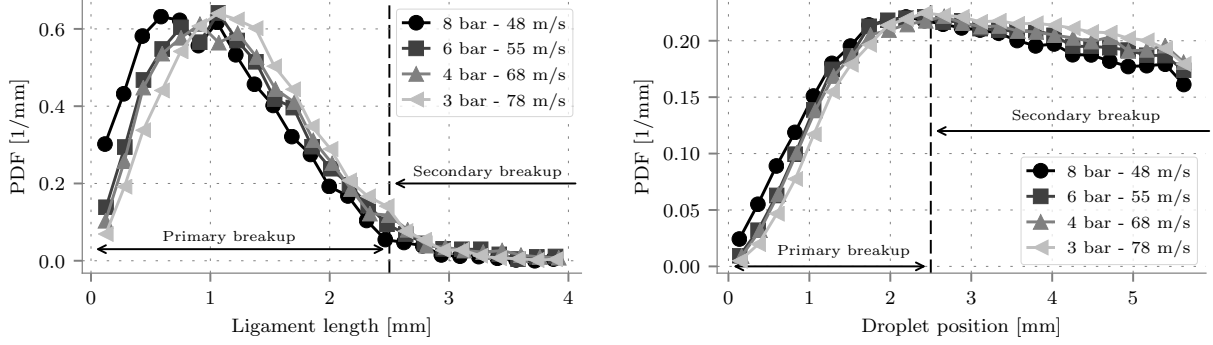 PDF [1/mm]
0.6
0.4
0.2
0.0
8 bar - 48 m/s
6 bar - 55 m/s
4 bar - 68 m/s
3 bar - 78 m/s
Secondary breakup
Primary breakup
0
1
2
3
4
Ligament length [mm]
PDF [1/mm]
0.20
0.15
0.10
0.05
0.00
Secondary breakup
8 bar - 48 m/s
6 bar - 55 m/s
4 bar - 68 m/s
3 bar - 78 m/s
Primary breakup
0
1
2
3
4
5
Droplet position [mm]